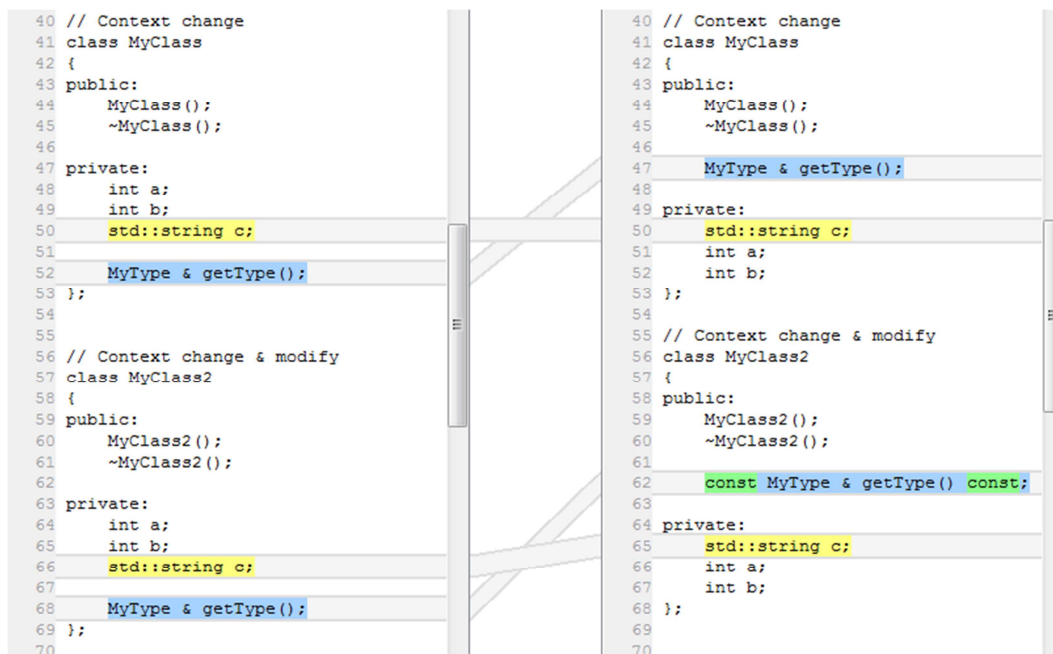 40 // Context change
41 class MyClass
42 {
43 public:
44     MyClass();
45     ~MyClass();
46
47 private:
48     int a;
49     int b;
50     std::string c;
51
52     MyType & getType();
53 };
54
55
56 // Context change & modify
57 class MyClass2
58 {
59 public:
60     MyClass2();
61     ~MyClass2();
62
63 private:
64     int a;
65     int b;
66     std::string c;
67
68     MyType & getType();
69 };
70
40 // Context change
41 class MyClass
42 {
43 public:
44     MyClass();
45     ~MyClass();
46
47     MyType & getType();
48
49 private:
50     std::string c;
51     int a;
52     int b;
53 };
54
55 // Context change & modify
56 class MyClass2
57 {
58 public:
59     MyClass2();
60     ~MyClass2();
61
62     const MyType & getType() const;
63
64 private:
65     std::string c;
66     int a;
67     int b;
68 };
69
70